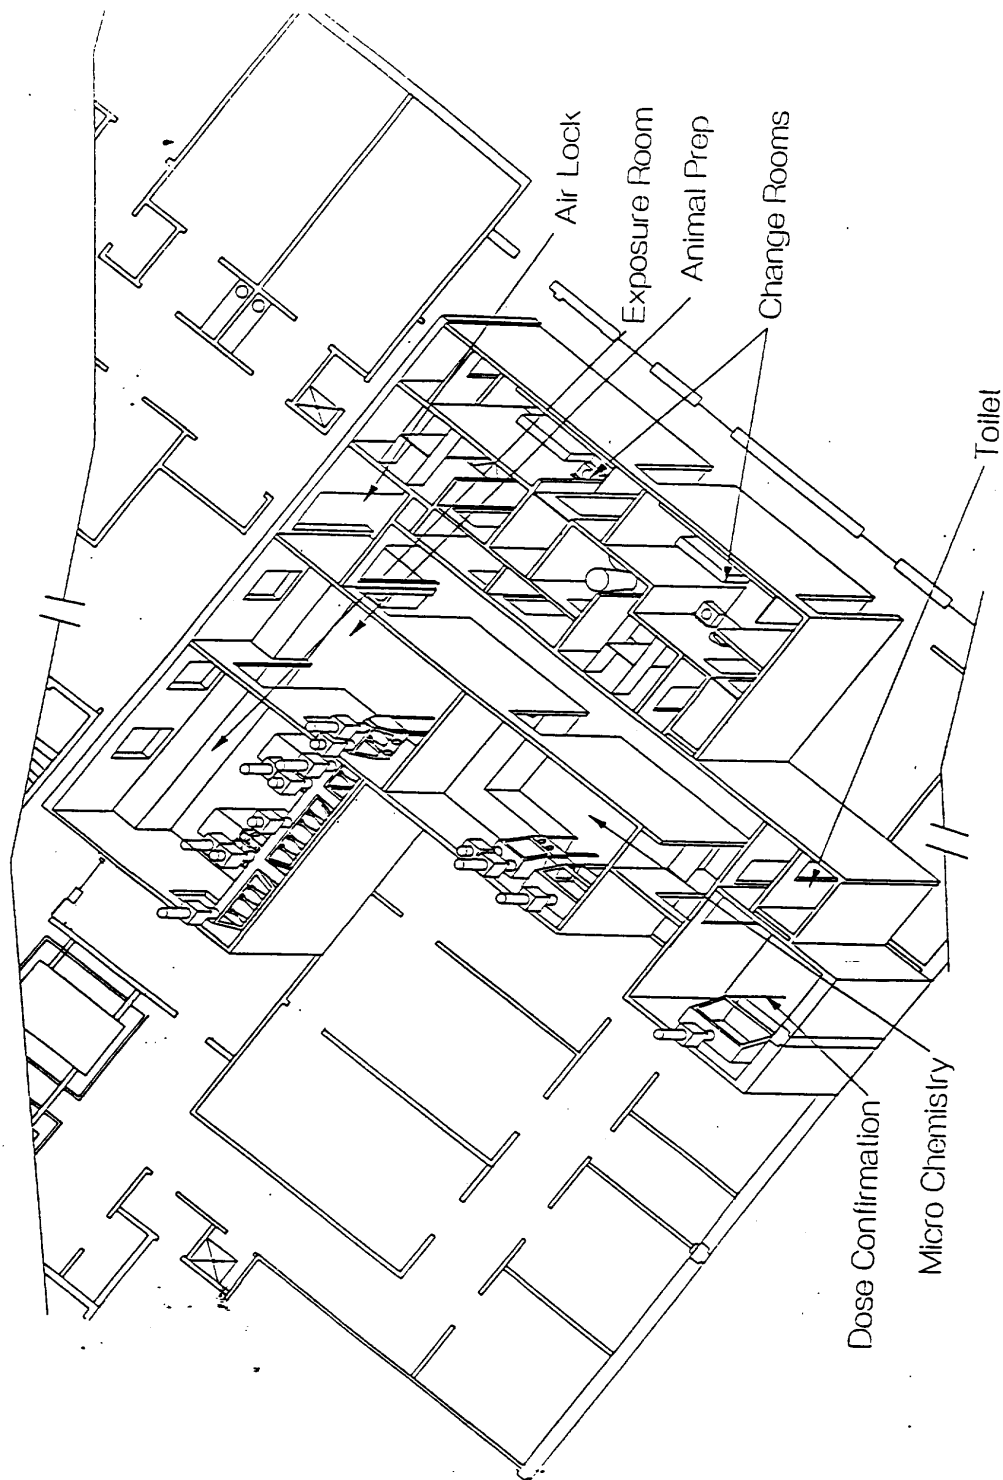 Air Lock
Exposure Room
Animal Prep
Change Rooms
Toilet
Dose Confirmation
Micro Chemistry